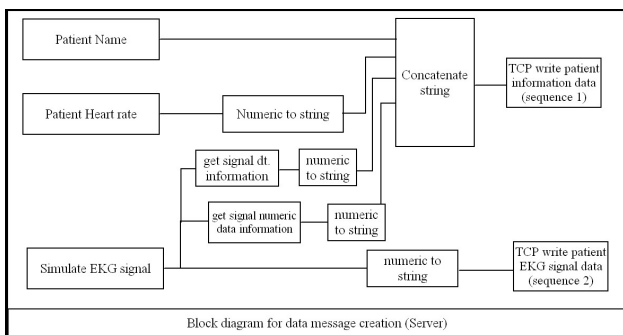 Patient Name
Concatenate
string
TCP write patient
information data
(sequence 1)
Patient Heart rate
Numeric to string
get signal dt.
information
numeric
to string
get signal numeric
data information
numeric
to string
Simulate EKG signal
numeric to
string
TCP write patient
EKG signal data
(sequence 2)
Block diagram for data message creation (Server)